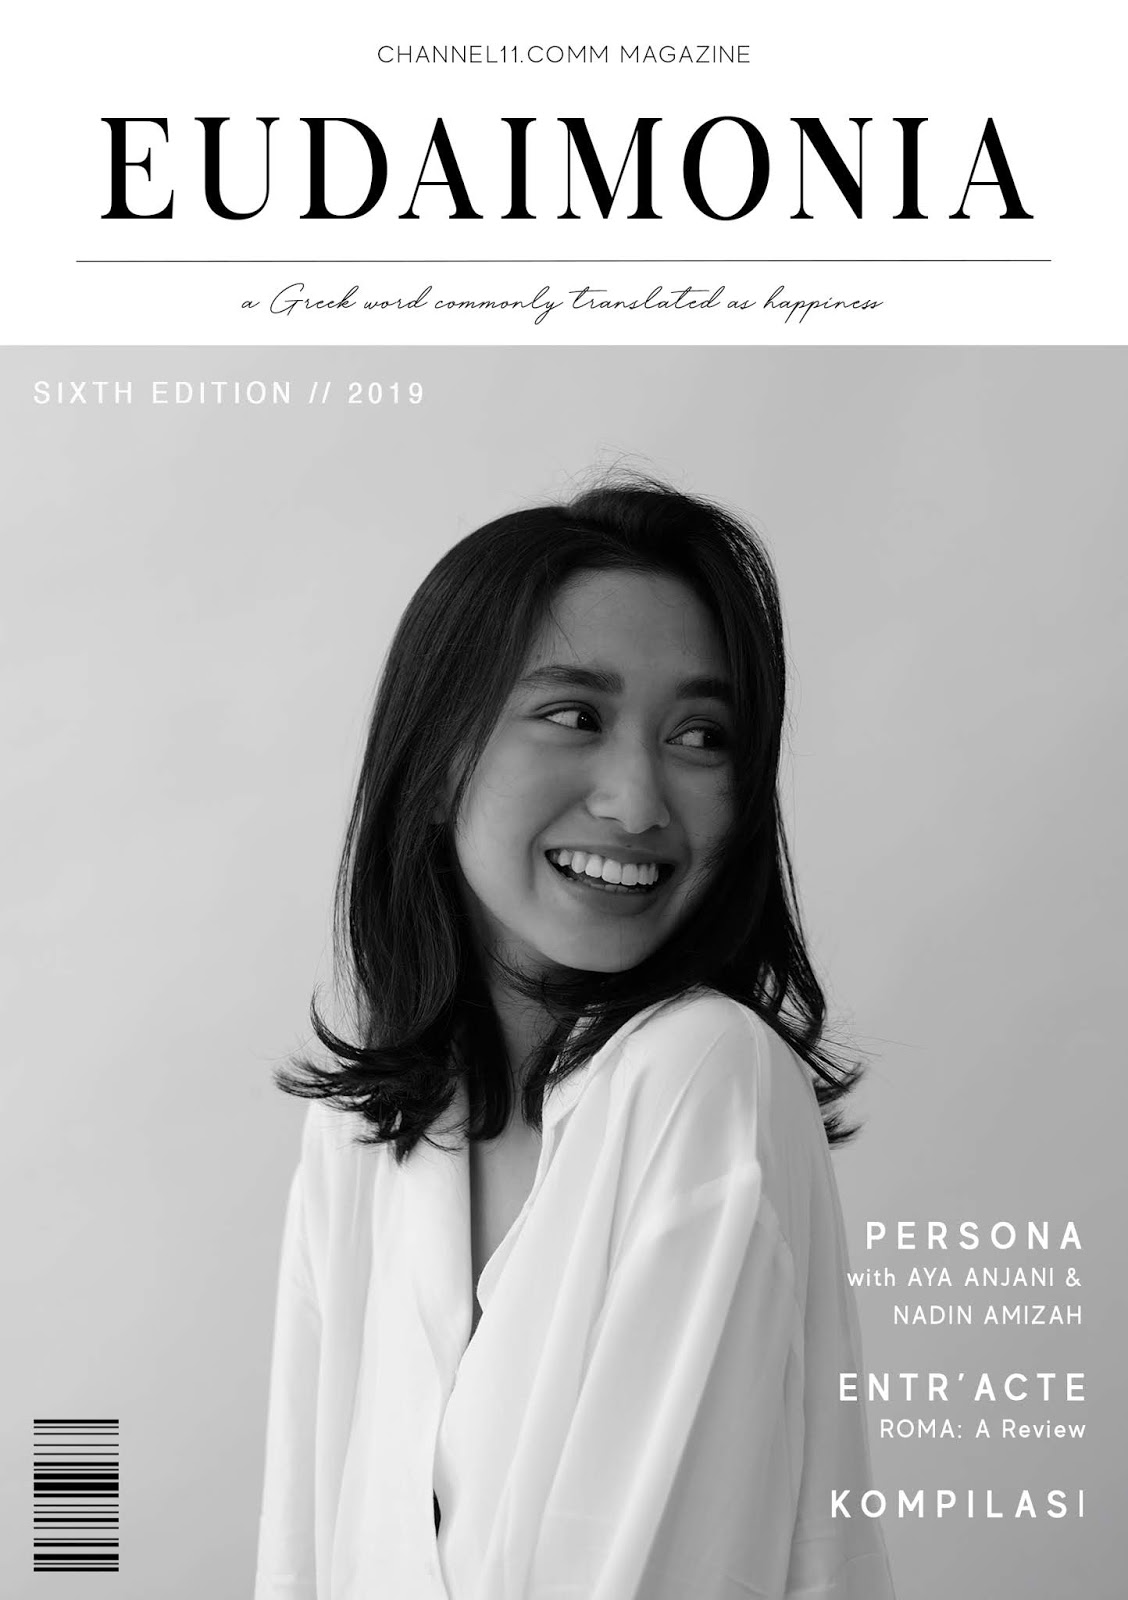 CHANNEL11.COMM MAGAZINE
EUDAIMONIA
a Greek word commonly translated as happiness
SIXTH EDITION // 2019
PERSONA
with AYA ANJANI &
NADIN AMIZAH
ENTR'ACTE
ROMA: A Review
KOMPILASI